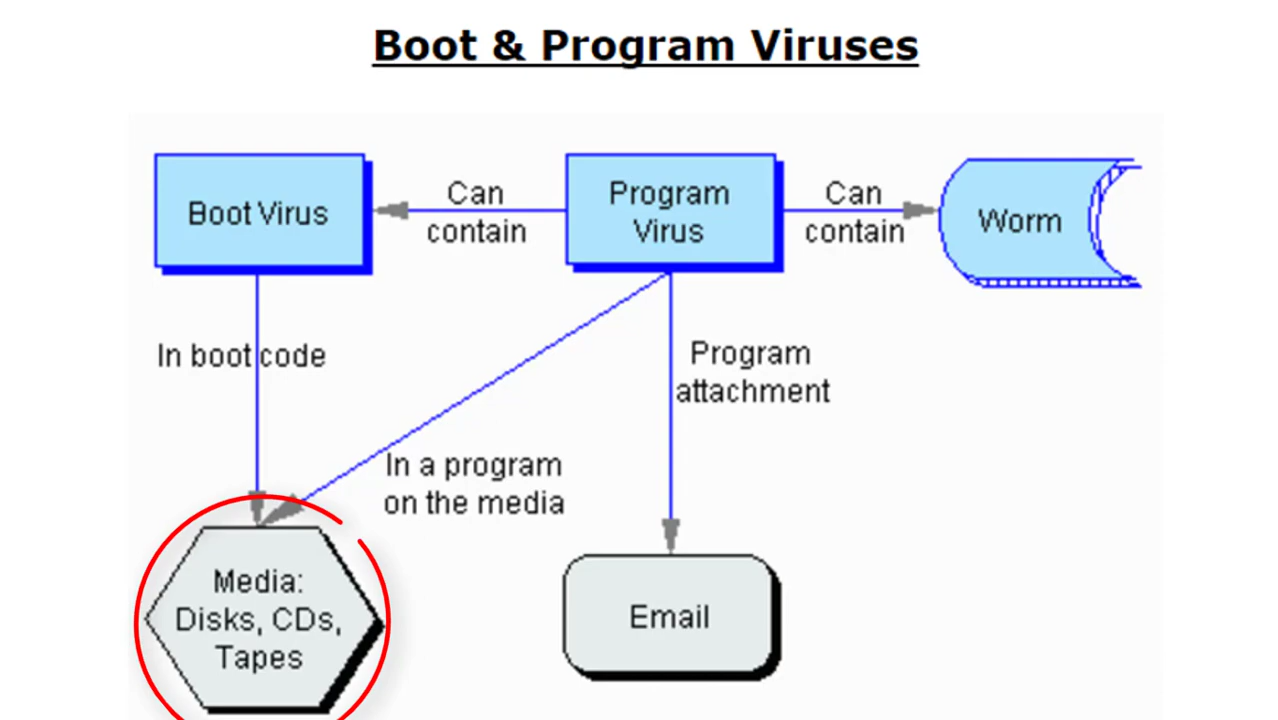 Boot & Program Viruses
Boot Virus
Can
contain
Program
Virus
Can
contain
Worm
In boot code
Program
attachment
In a program
on the media
Media:
Disks, CDs,
Tapes
Email